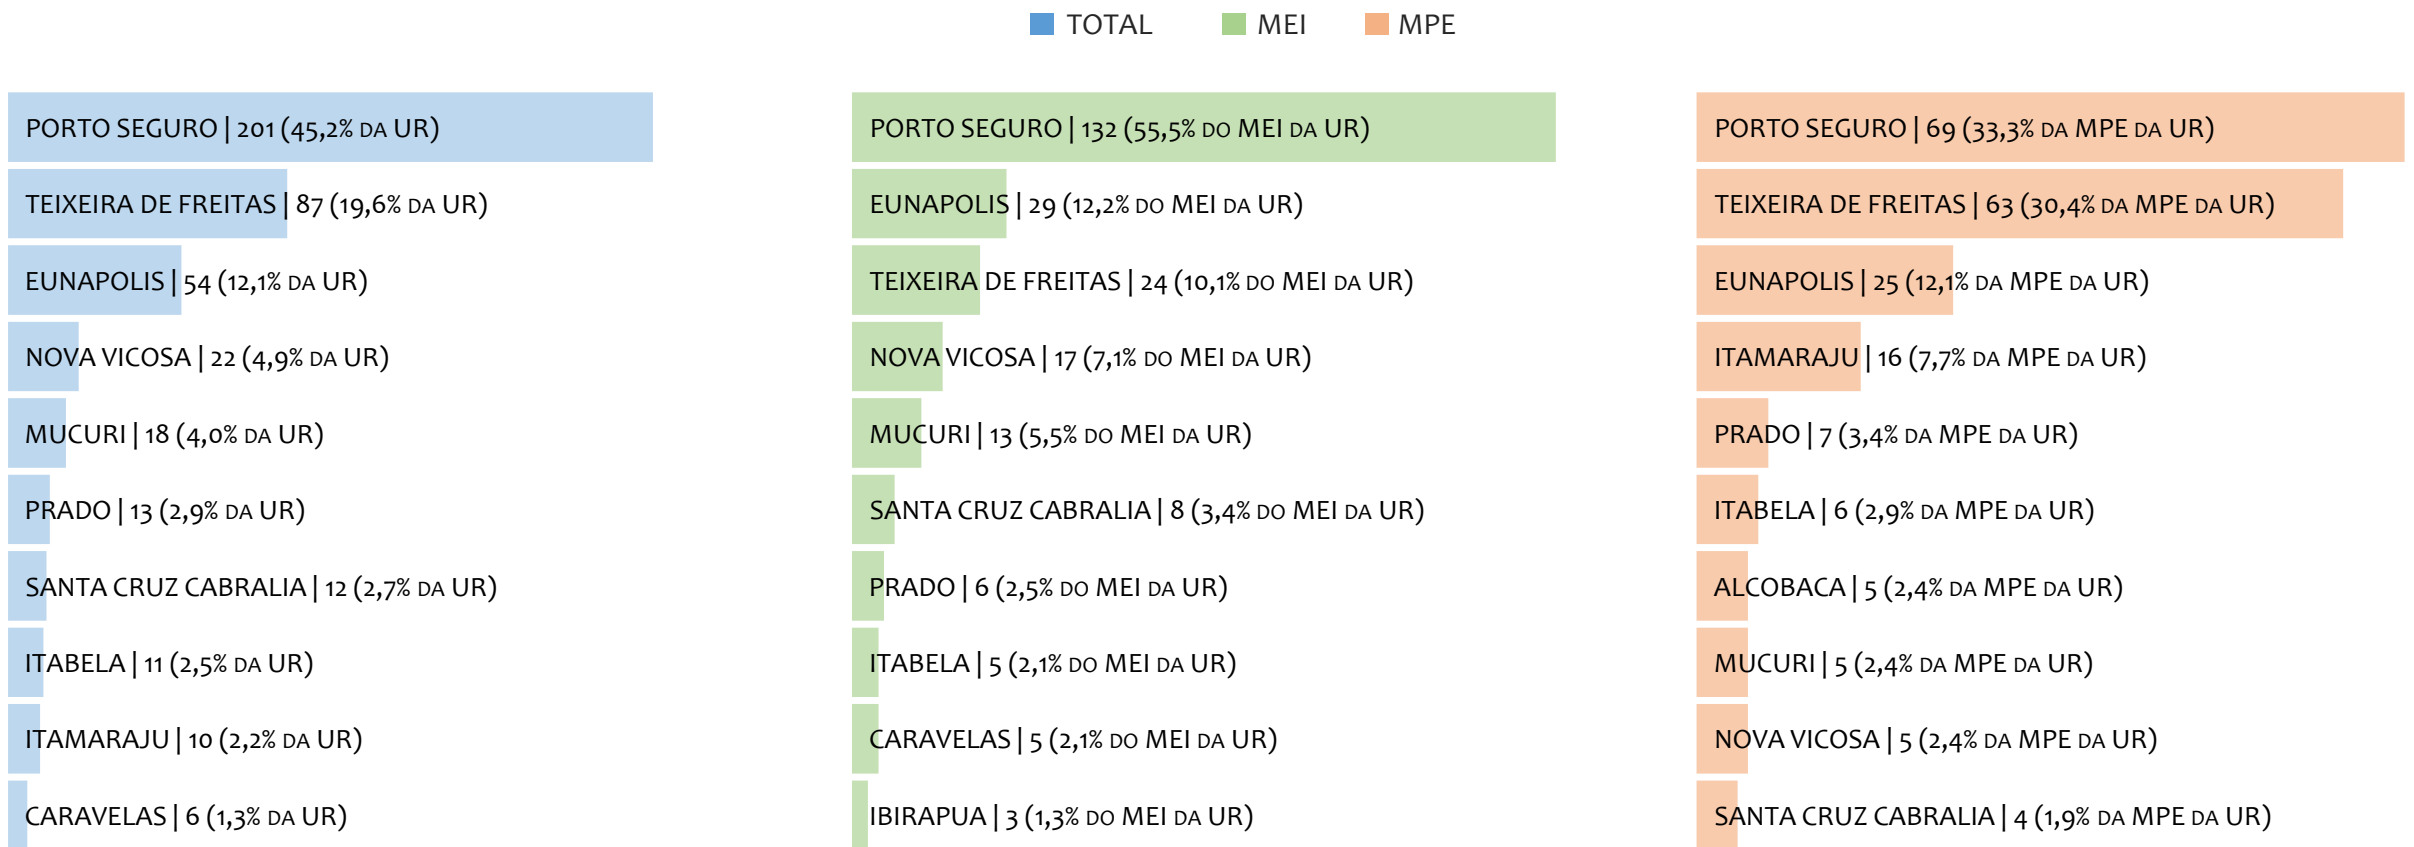 TOTAL MEI MPE
PORTO SEGURO | 201 (45,2% DA UR)
TEIXEIRA DE FREITAS | 87 (19,6% DA UR)
EUNAPOLIS | 54 (12,1% DA UR)
NOVA VICOSA | 22 (4,9% DA UR)
MUCURI | 18 (4,0% DA UR)
PRADO | 13 (2,9% DA UR)
SANTA CRUZ CABRALIA | 12 (2,7% DA UR)
ITABELA | 11 (2,5% DA UR)
ITAMARAJU | 10 (2,2% DA UR)
CARAVELAS | 6 (1,3% DA UR)
PORTO SEGURO | 132 (55,5% DO MEI DA UR)
EUNAPOLIS | 29 (12,2% DO MEI DA UR)
TEIXEIRA DE FREITAS | 24 (10,1% DO MEI DA UR)
NOVA VICOSA | 17 (7,1% DO MEI DA UR)
MUCURI | 13 (5,5% DO MEI DA UR)
SANTA CRUZ CABRALIA | 8 (3,4% DO MEI DA UR)
PRADO | 6 (2,5% DO MEI DA UR)
ITABELA | 5 (2,1% DO MEI DA UR)
CARAVELAS | 5 (2,1% DO MEI DA UR)
IBIRAPUA | 3 (1,3% DO MEI DA UR)
PORTO SEGURO | 69 (33,3% DA MPE DA UR)
TEIXEIRA DE FREITAS | 63 (30,4% DA MPE DA UR)
EUNAPOLIS | 25 (12,1% DA MPE DA UR)
ITAMARAJU | 16 (7,7% DA MPE DA UR)
PRADO | 7 (3,4% DA MPE DA UR)
ITABELA | 6 (2,9% DA MPE DA UR)
ALCOBACA | 5 (2,4% DA MPE DA UR)
MUCURI | 5 (2,4% DA MPE DA UR)
NOVA VICOSA | 5 (2,4% DA MPE DA UR)
SANTA CRUZ CABRALIA | 4 (1,9% DA MPE DA UR)